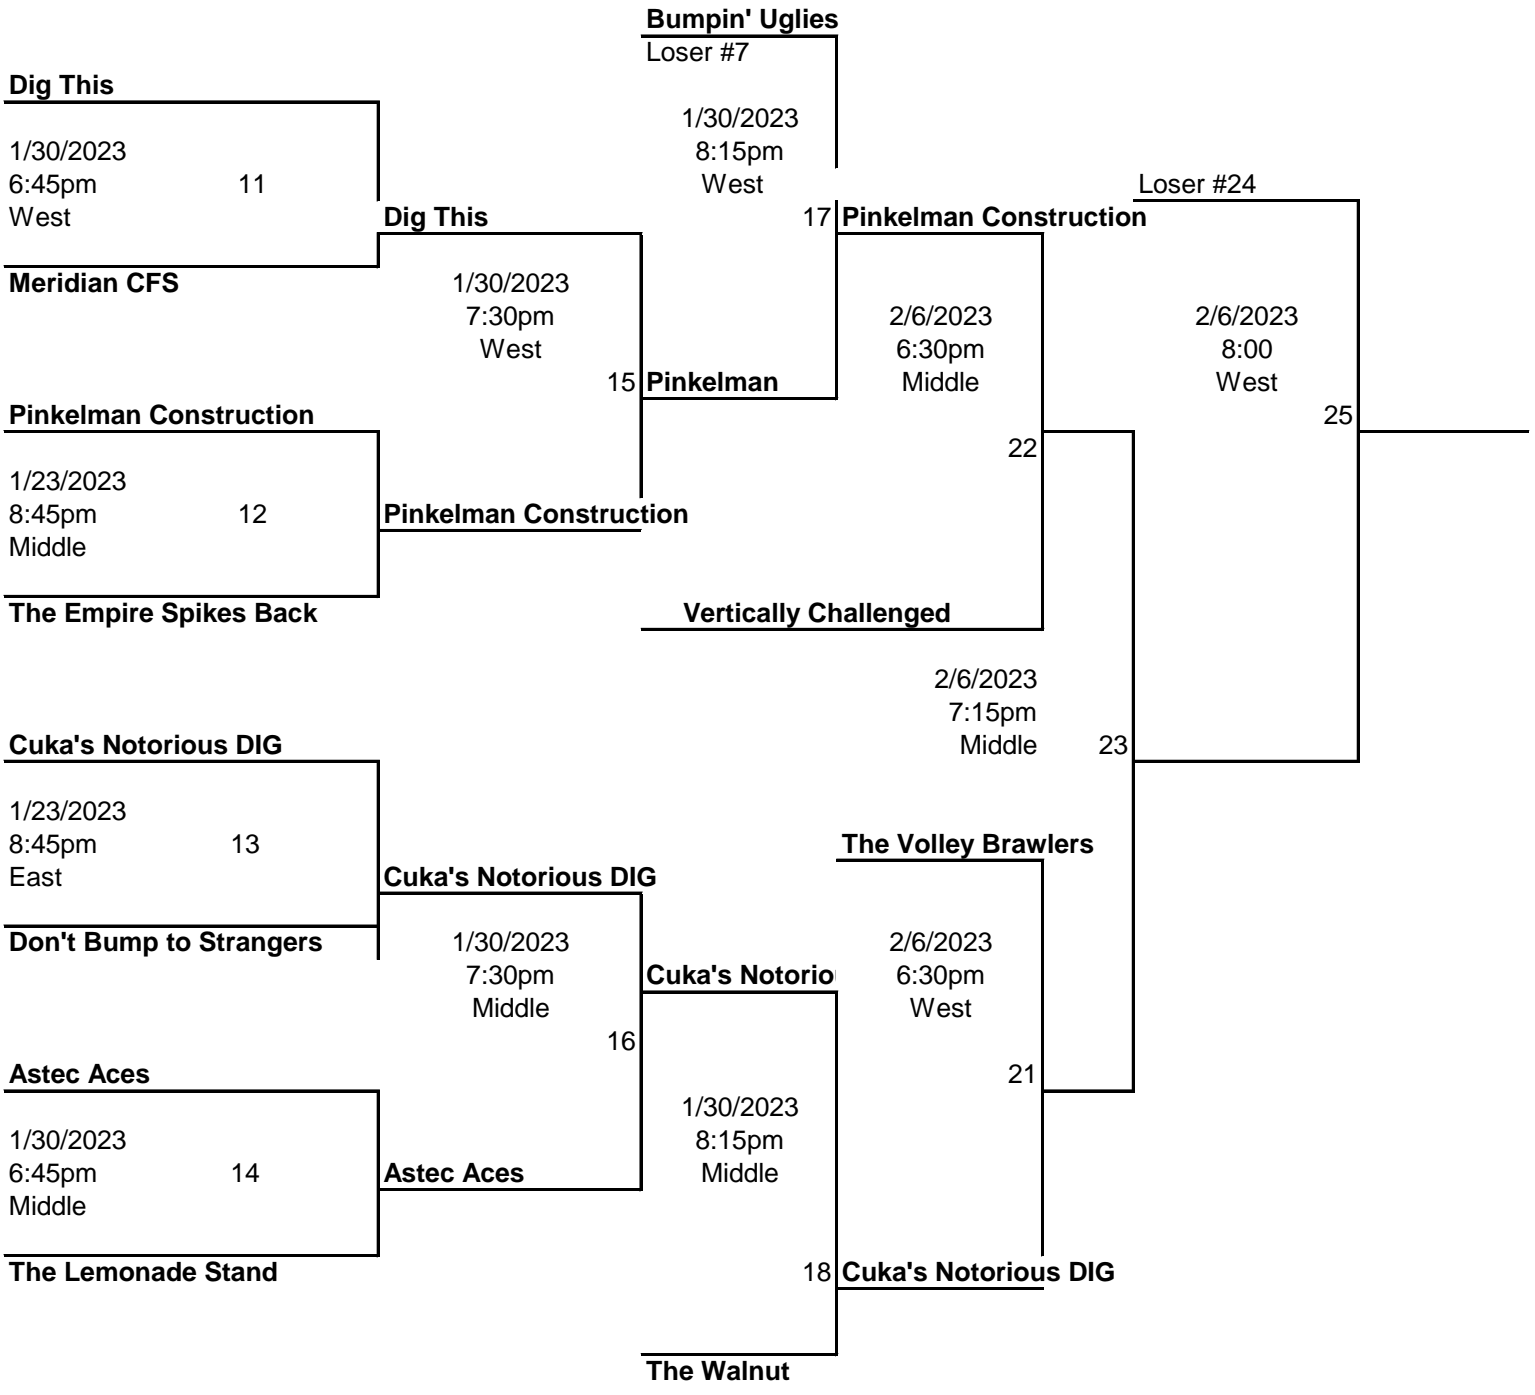 Bumpin' Uglies
Loser #7
Dig This
1/30/2023
8:15pm
West
1/30/2023
6:45pm 11
West
Loser #24
Dig This
17 Pinkelman Construction
Meridian CFS
1/30/2023
7:30pm
West
2/6/2023
6:30pm
Middle
2/6/2023
8:00
West
15 Pinkelman
Pinkelman Construction
25
22
1/23/2023
8:45pm 12
Middle
Pinkelman Construction
The Empire Spikes Back
Vertically Challenged
2/6/2023
7:15pm
Middle 23
Cuka's Notorious DIG
1/23/2023
8:45pm 13
East
The Volley Brawlers
Cuka's Notorious DIG
Don't Bump to Strangers
1/30/2023
7:30pm
Middle
Cuka's Notorio
2/6/2023
6:30pm
West
16
Astec Aces
21
1/30/2023
8:15pm
Middle
1/30/2023
6:45pm 14
Middle
Astec Aces
The Lemonade Stand
18 Cuka's Notorious DIG
The Walnut